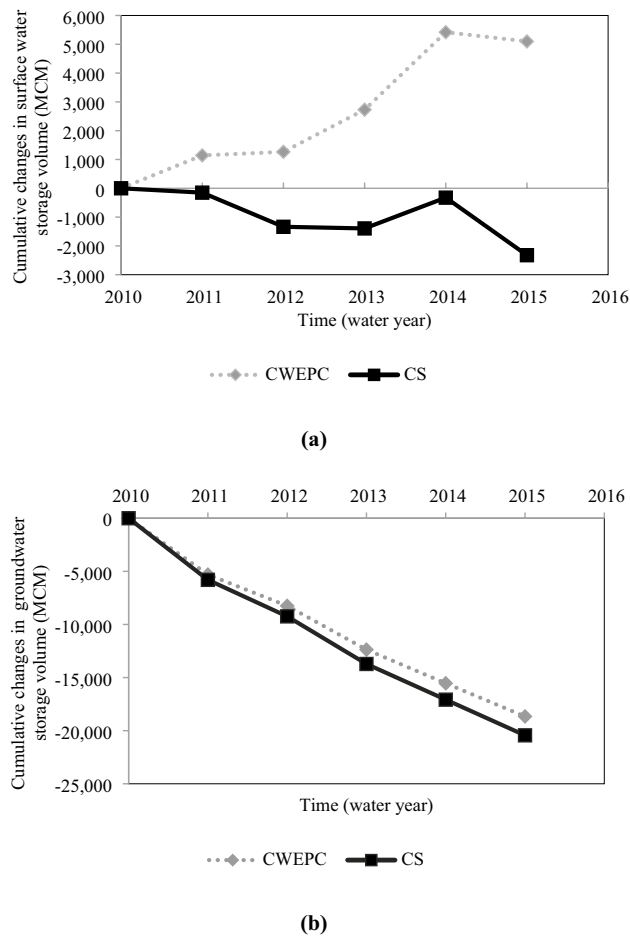 Cumulative changes in surface water
storage volume (MCM)
6,000
5,000
4,000
3,000
2,000
1,000
0
-1,000
-2,000
-3,000
2010 2011 2012 2013 2014 2015 2016
Time (water year)
CWEPC CS
(a)
2010 2011 2012 2013 2014 2015 2016
Cumulative changes in groundwater
storage volume (MCM)
0
-5,000
-10,000
-15,000
-20,000
-25,000
Time (water year)
CWEPC CS
(b)